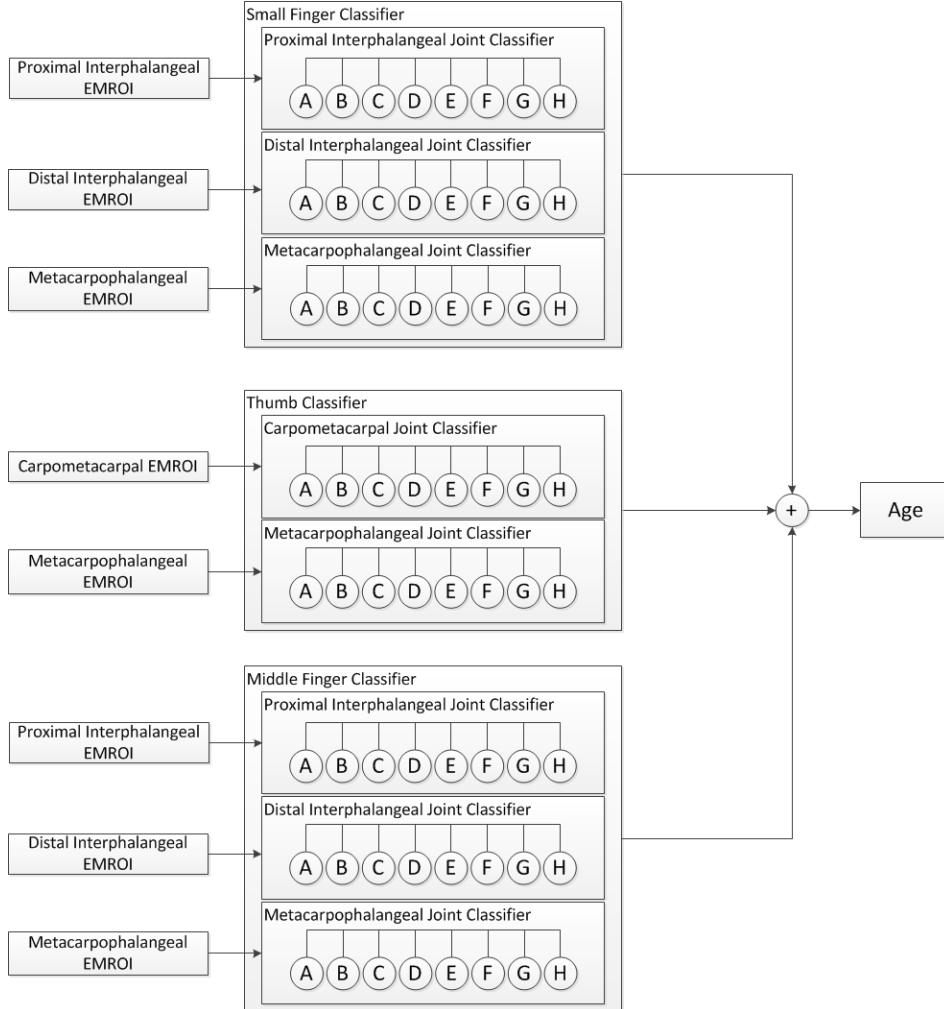 Small Finger Classifier
Proximal Interphalangeal
EMROI
Proximal Interphalangeal Joint Classifier
A B C D E F G H
Distal Interphalangeal
EMROI
Distal Interphalangeal Joint Classifier
A B C D E F G H
Metacarpophalangeal
EMROI
Metacarpophalangeal Joint Classifier
A B C D E F G H
Thumb Classifier
Carpometacarpal EMROI
Carpometacarpal Joint Classifier
A B C D E F G H
Metacarpophalangeal
EMROI
Metacarpophalangeal Joint Classifier
A B C D E F G H
Middle Finger Classifier
Proximal Interphalangeal
EMROI
Proximal Interphalangeal Joint Classifier
A B C D E F G H
Distal Interphalangeal
EMROI
Distal Interphalangeal Joint Classifier
A B C D E F G H
Metacarpophalangeal
EMROI
Metacarpophalangeal Joint Classifier
A B C D E F G H
+
Age